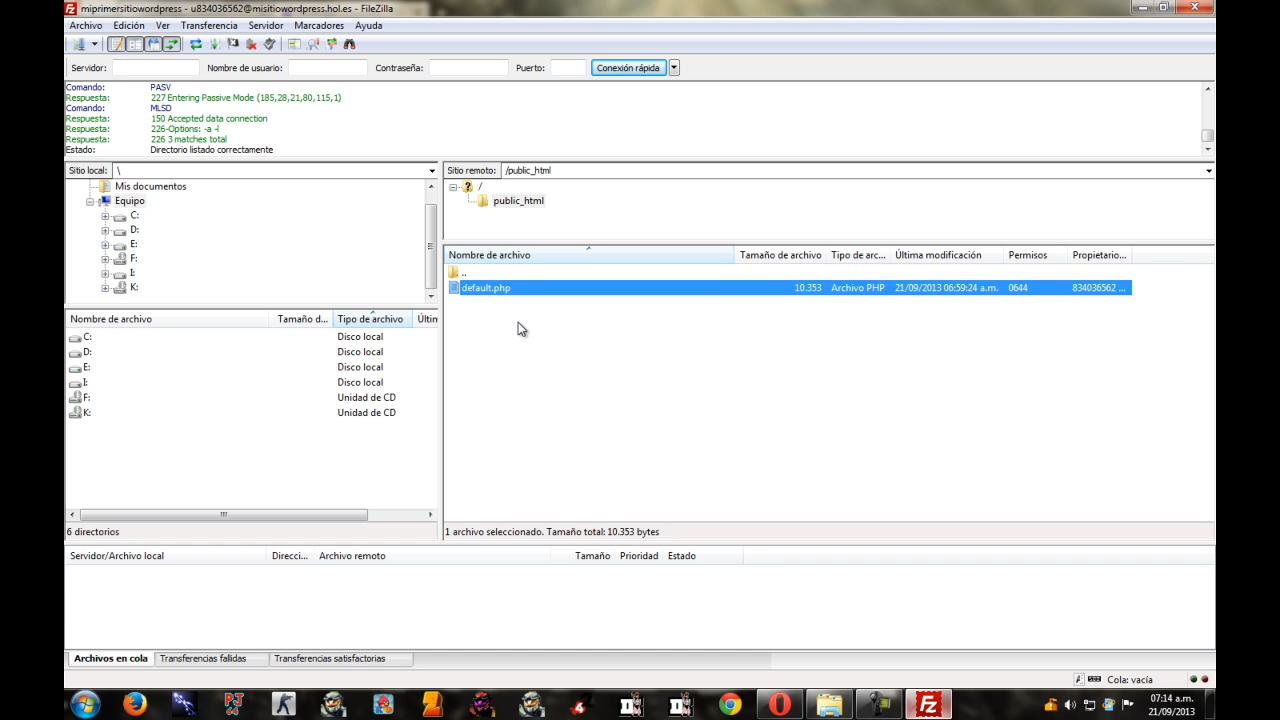 miprimersitiowordpress - u834036562@misitiowordpress.hol.es - FileZilla
Archivo Edición Ver Transferencia Servidor Marcadores Ayuda
Servidor: Nombre de usuario: Contraseña: Puerto: Conexión rápida
Comando: PASV
Respuesta: 227 Entering Passive Mode (185,28,21,80,115,1)
Comando: MLSD
Respuesta: 150 Accepted data connection
Respuesta: 226-Options: -a -l
Respuesta: 226 3 matches total
Estado: Directorio listado correctamente
Sitio local: \
Mis documentos
Equipo
C:
D:
E:
F:
I:
K:
Sitio remoto: /public_html
/
public_html
Nombre de archivo Tamaño d... Tipo de archivo Últin
C: Disco local
D: Disco local
E: Disco local
I: Disco local
F: Unidad de CD
K: Unidad de CD
6 directorios
Nombre de archivo Tamaño de archivo Tipo de arc... Última modificación Permisos Propietario...
..
default.php 10.353 Archivo PHP 21/09/2013 06:59:24 a.m. 0644 834036562 ...
1 archivo seleccionado. Tamaño total: 10.353 bytes
Servidor/Archivo local Direcci... Archivo remoto Tamaño Prioridad Estado
Archivos en cola Transferencias fallidas Transferencias satisfactorias
Cola: vacía
07:14 a.m.
21/09/2013